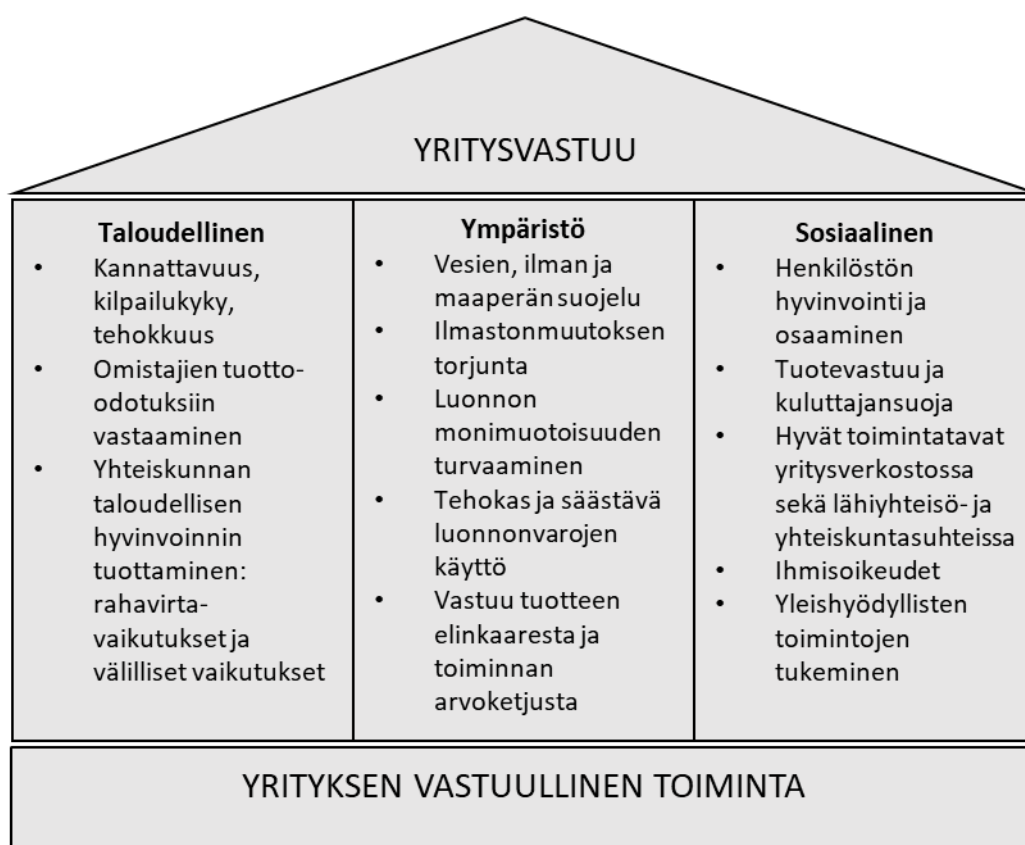 YRITYSVASTUU
Taloudellinen
• Kannattavuus,
kilpailukyky,
tehokkuus
• Omistajien tuotto-
odotuksiin
vastaaminen
• Yhteiskunnan
taloudellisen
hyvinvoinnin
tuottaminen:
rahavirta-
vaikutukset ja
välilliset vaikutukset
Ympäristö
• Vesien, ilman ja
maaperän suojelu
• Ilmastonmuutoksen
torjunta
• Luonnon
monimuotoisuuden
turvaaminen
• Tehokas ja säästävä
luonnonvarojen
käyttö
• Vastuu tuotteen
elinkaaresta ja
toiminnan
arvoketjusta
Sosiaalinen
• Henkilöstön
hyvinvointi ja
osaaminen
• Tuotevastuu ja
kuluttajansuoja
• Hyvät toimintatavat
yritysverkostossa
sekä lähiyhteisö- ja
yhteiskuntasuhteissa
• Ihmisoikeudet
• Yleishyödyllisten
toimintojen
tukeminen
YRITYKSEN VASTUULLINEN TOIMINTA